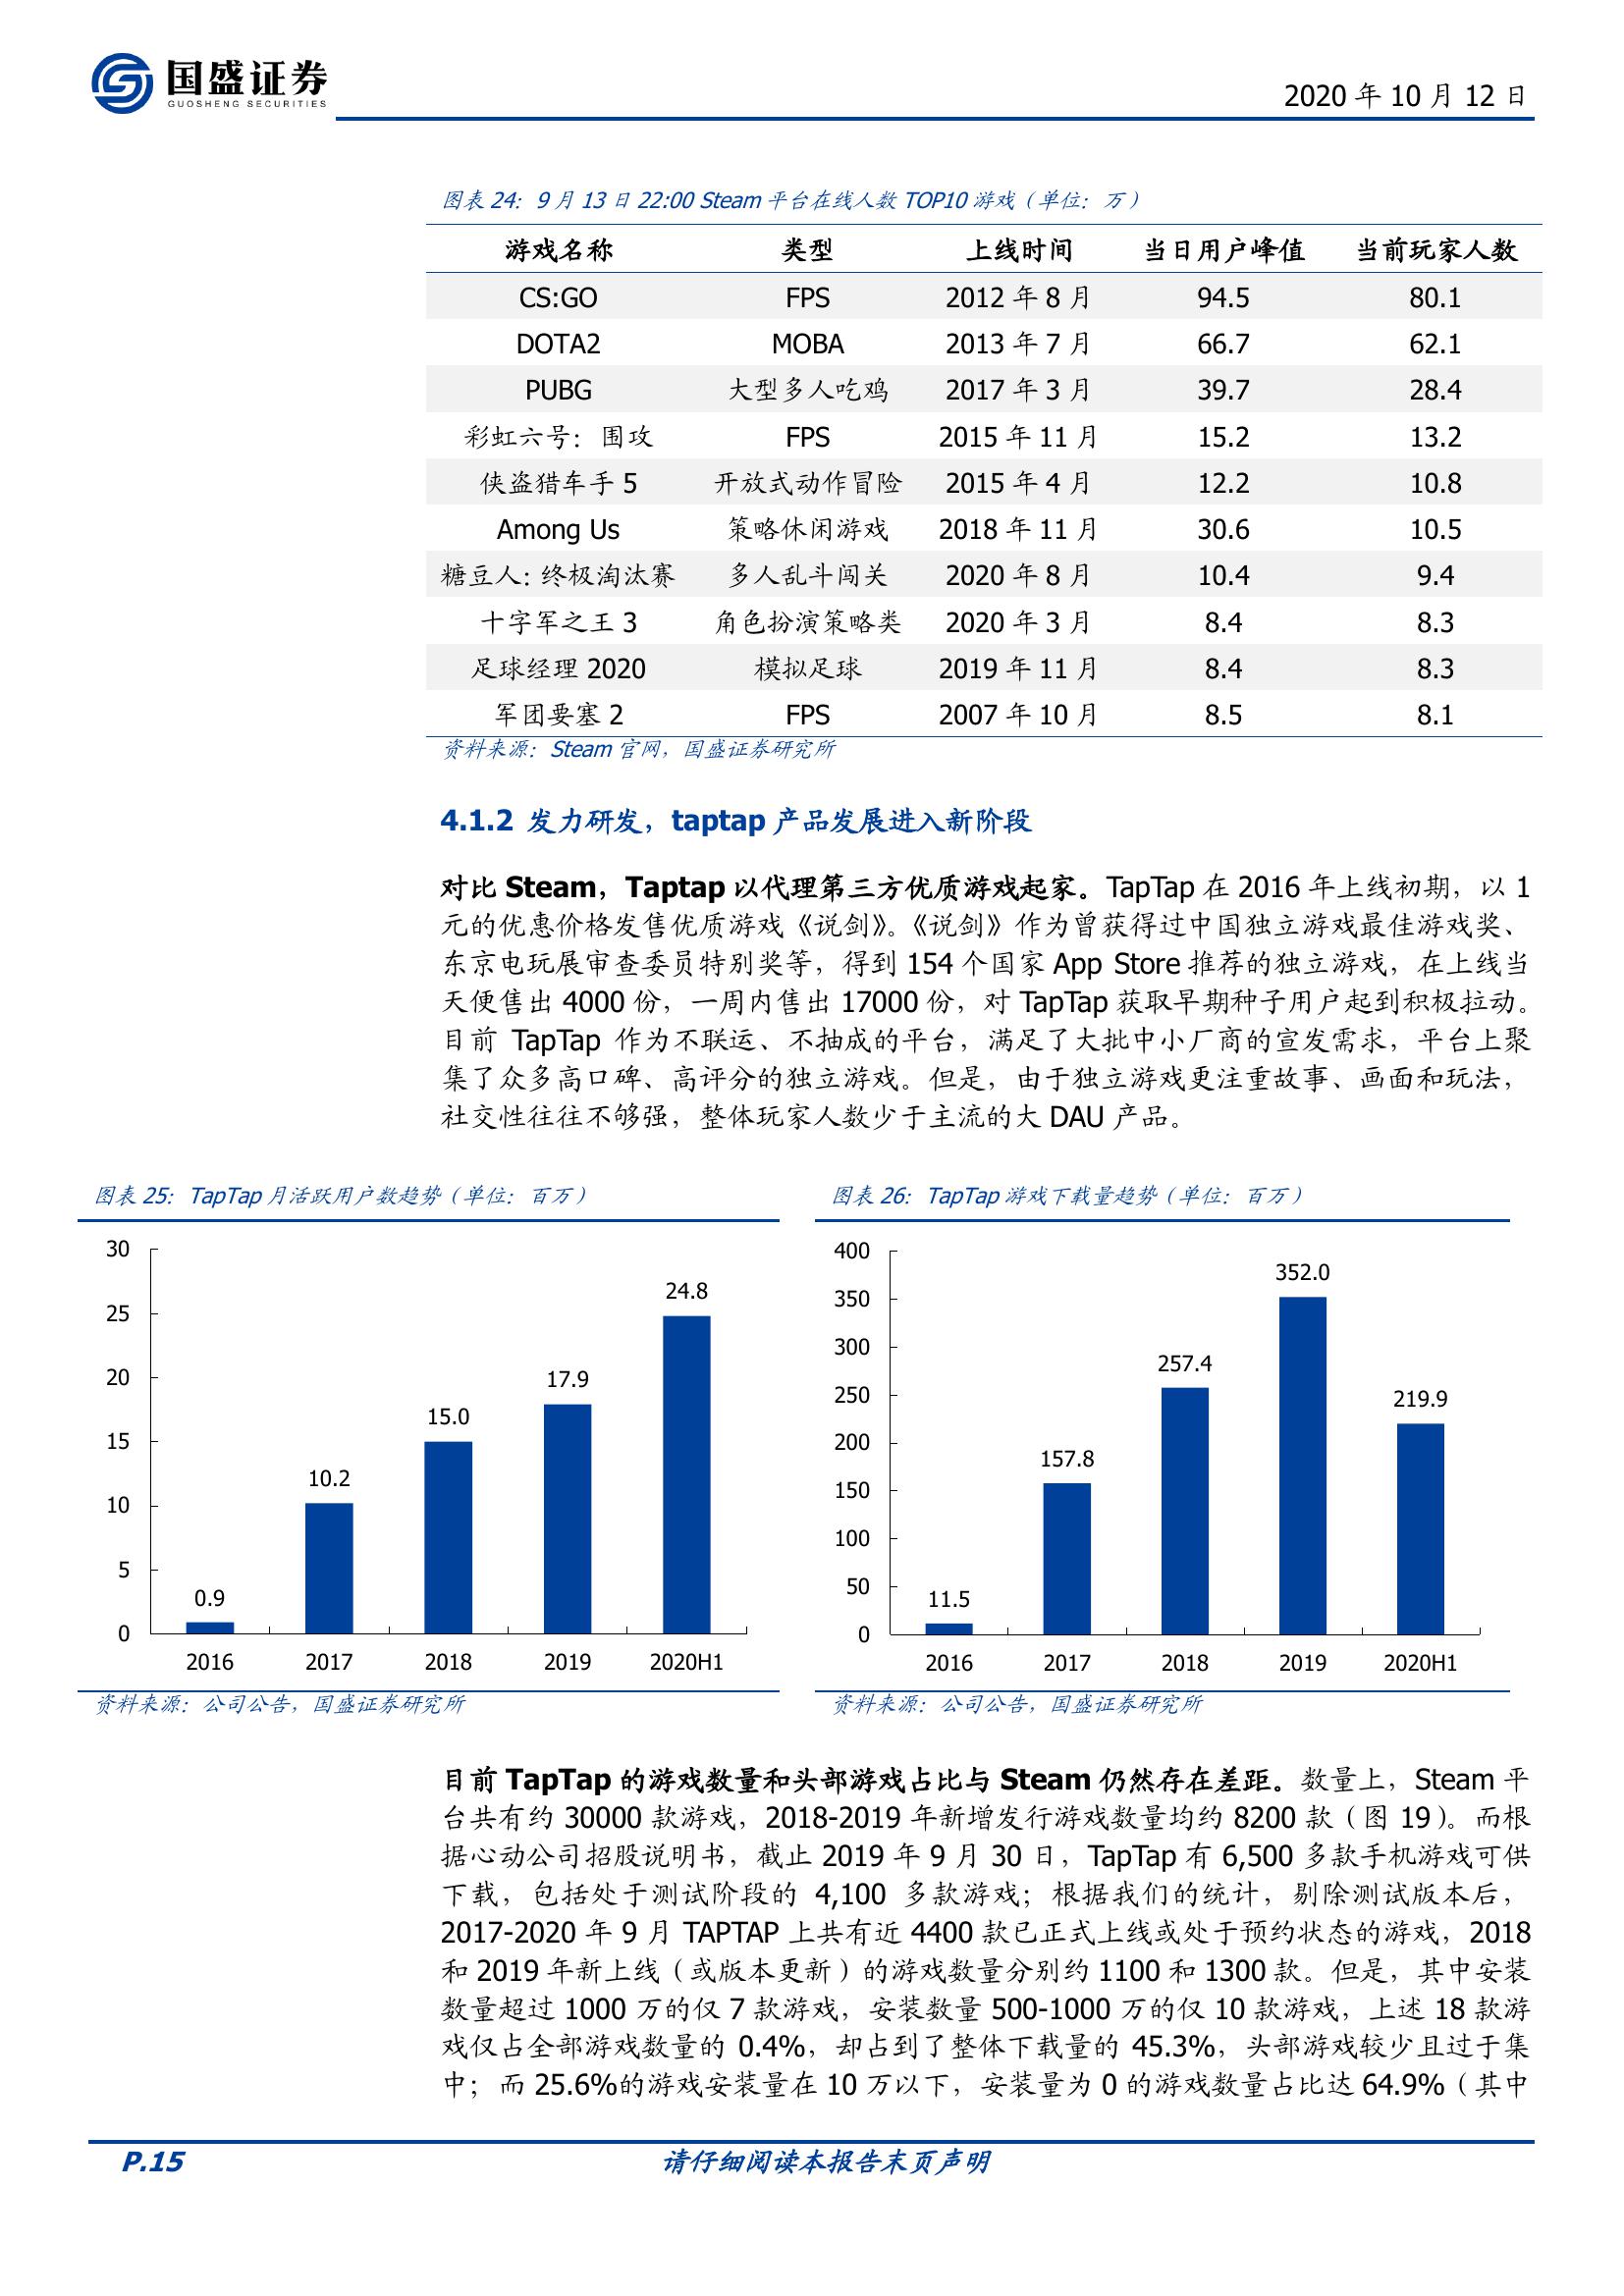 国盛证券
GUOSHENG SECURITIES
2020 年 10 月 12 日
图表 24：9 月 13 日 22:00 Steam 平台在线人数 TOP10 游戏（单位：万）
游戏名称 类型 上线时间 当日用户峰值 当前玩家人数
CS:GO FPS 2012 年 8 月 94.5 80.1
DOTA2 MOBA 2013 年 7 月 66.7 62.1
PUBG 大型多人吃鸡 2017 年 3 月 39.7 28.4
彩虹六号：围攻 FPS 2015 年 11 月 15.2 13.2
侠盗猎车手 5 开放式动作冒险 2015 年 4 月 12.2 10.8
Among Us 策略休闲游戏 2018 年 11 月 30.6 10.5
糖豆人：终极淘汰赛 多人乱斗闯关 2020 年 8 月 10.4 9.4
十字军之王 3 角色扮演策略类 2020 年 3 月 8.4 8.3
足球经理 2020 模拟足球 2019 年 11 月 8.4 8.3
军团要塞 2 FPS 2007 年 10 月 8.5 8.1
资料来源：Steam 官网，国盛证券研究所
4.1.2 发力研发，taptap 产品发展进入新阶段
对比 Steam，Taptap 以代理第三方优质游戏起家。TapTap 在 2016 年上线初期，以 1
元的优惠价格发售优质游戏《说剑》。《说剑》作为曾获得过中国独立游戏最佳游戏奖、
东京电玩展审查委员特别奖等，得到 154 个国家 App Store 推荐的独立游戏，在上线当
天便售出 4000 份，一周内售出 17000 份，对 TapTap 获取早期种子用户起到积极拉动。
目前 TapTap 作为不联运、不抽成的平台，满足了大批中小厂商的宣发需求，平台上聚
集了众多高口碑、高评分的独立游戏。但是，由于独立游戏更注重故事、画面和玩法，
社交性往往不够强，整体玩家人数少于主流的大 DAU 产品。
图表 25：TapTap 月活跃用户数趋势（单位：百万）
30
25
20
15
10
5
0
0.9
10.2
15.0
17.9
24.8
2016 2017 2018 2019 2020H1
资料来源：公司公告，国盛证券研究所
图表 26：TapTap 游戏下载量趋势（单位：百万）
400
350
300
250
200
150
100
50
0
11.5
157.8
257.4
352.0
219.9
2016 2017 2018 2019 2020H1
资料来源：公司公告，国盛证券研究所
目前 TapTap 的游戏数量和头部游戏占比与 Steam 仍然存在差距。数量上，Steam 平
台共有约 30000 款游戏，2018-2019 年新增发行游戏数量均约 8200 款（图 19）。而根
据心动公司招股说明书，截止 2019 年 9 月 30 日，TapTap 有 6,500 多款手机游戏可供
下载，包括处于测试阶段的 4,100 多款游戏；根据我们的统计，剔除测试版本后，
2017-2020 年 9 月 TAPTAP 上共有近 4400 款已正式上线或处于预约状态的游戏，2018
和 2019 年新上线（或版本更新）的游戏数量分别约 1100 和 1300 款。但是，其中安装
数量超过 1000 万的仅 7 款游戏，安装数量 500-1000 万的仅 10 款游戏，上述 18 款游
戏仅占全部游戏数量的 0.4%，却占到了整体下载量的 45.3%，头部游戏较少且过于集
中；而 25.6%的游戏安装量在 10 万以下，安装量为 0 的游戏数量占比达 64.9%（其中
P.15
请仔细阅读本报告末页声明